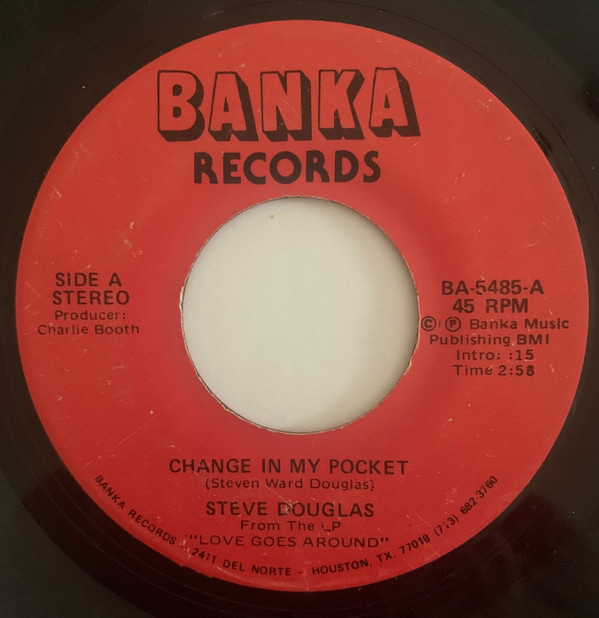 BANKA
RECORDS
SIDE A
STEREO
Producer:
Charlie Booth
BA-5485-A
45 RPM
© ℗ Banka Music
Publishing BMI
Intro: :15
Time 2:58
CHANGE IN MY POCKET
(Steven Ward Douglas)
STEVE DOUGLAS
From The LP
"LOVE GOES AROUND"
BANKA RECORDS - 2411 DEL NORTE - HOUSTON, TX. 77018 (713) 682-3760